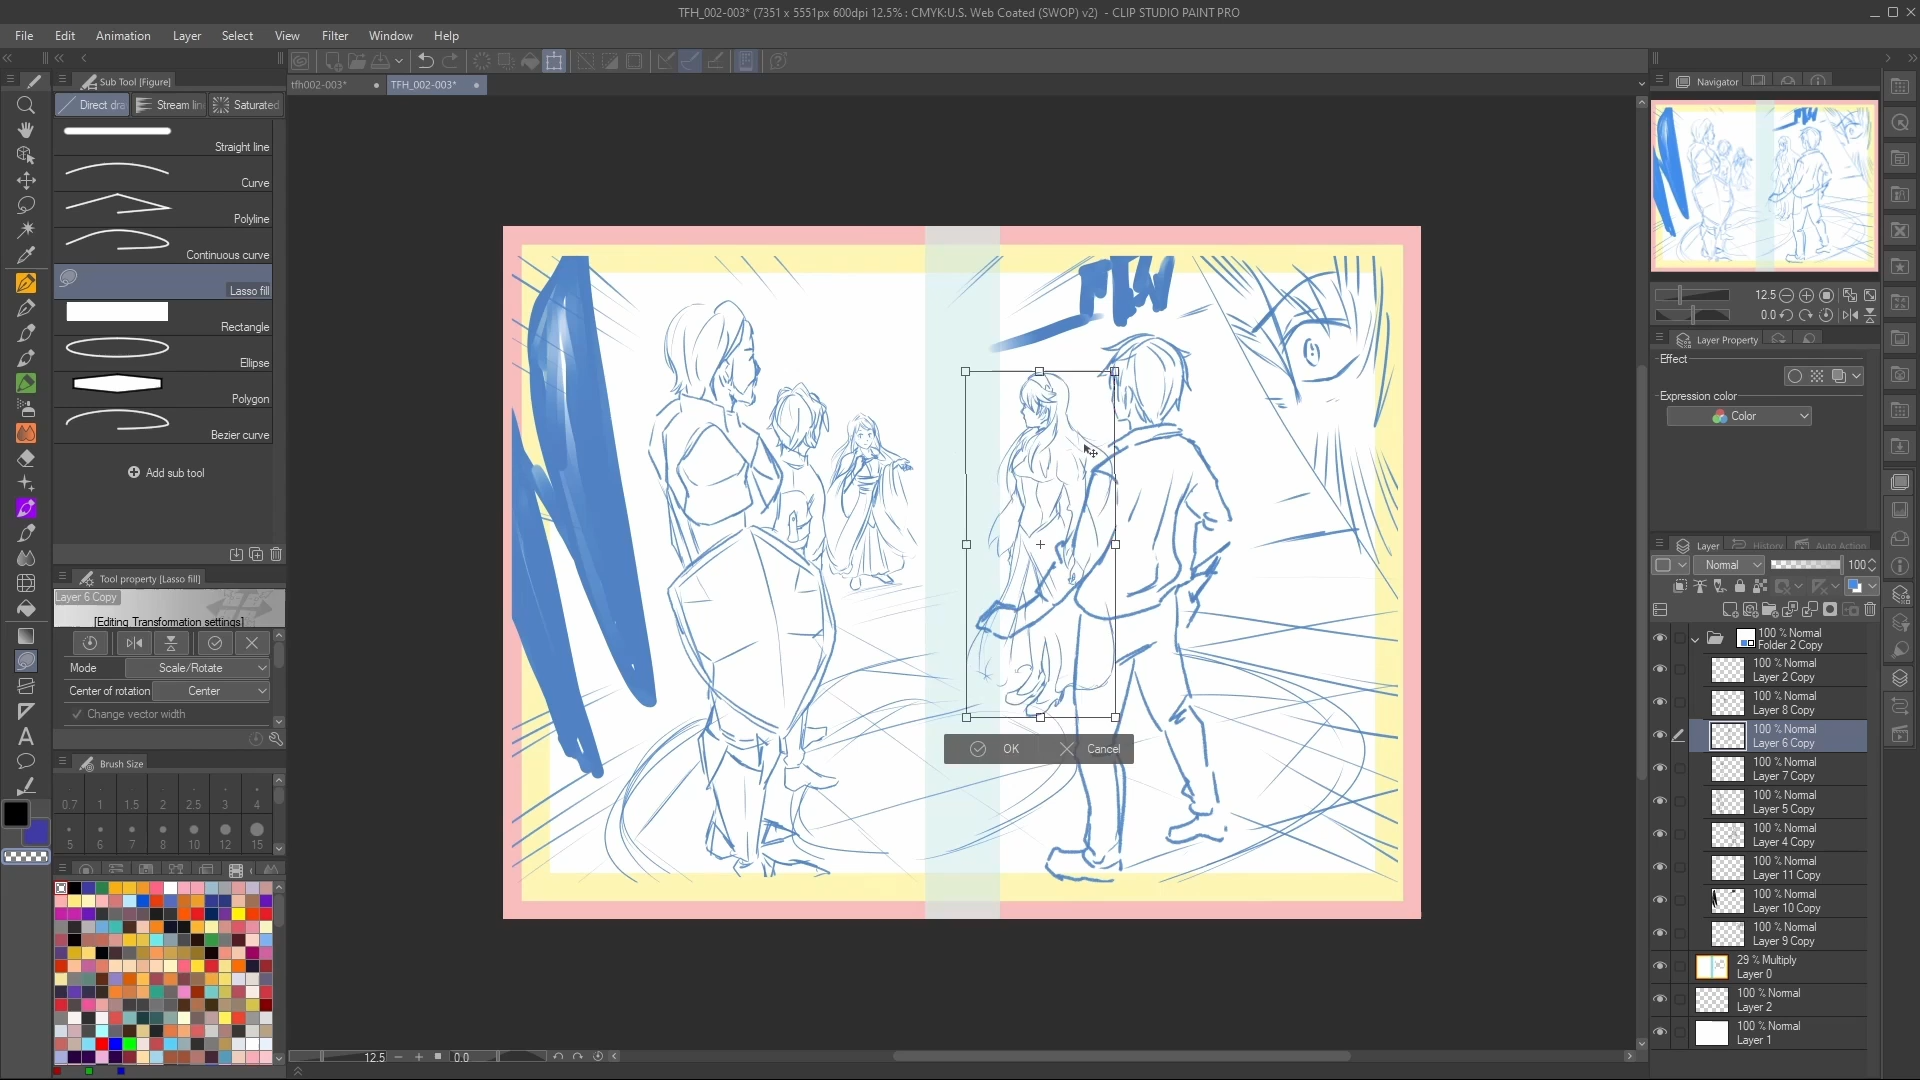 TFH_002-003* (7351 x 5551px 600dpi 12.5% : CMYK:U.S. Web Coated (SWOP) v2) - CLIP STUDIO PAINT PRO
File Edit Animation Layer Select View Filter Window Help
Sub Tool [Figure]
Direct dra
Stream lin
Saturated
Straight line
Curve
Polyline
Continuous curve
Lasso fill
Rectangle
Ellipse
Polygon
Bezier curve
Add sub tool
Tool property [Lasso fill]
Layer 6 Copy
[Editing Transformation settings]
Mode Scale/Rotate
Center of rotation Center
Change vector width
Brush Size
0.7 1 1.5 2 2.5 3 4
5 6 7 8 10 12 15
tfh002-003*
TFH_002-003*
OK
Cancel
12.5
0.0
Navigator
12.5
0.0
Layer Property
Effect
Expression color
Color
Layer
History
Auto Action
Normal
100
100 % Normal
Folder 2 Copy
100 % Normal
Layer 2 Copy
100 % Normal
Layer 8 Copy
100 % Normal
Layer 6 Copy
100 % Normal
Layer 7 Copy
100 % Normal
Layer 5 Copy
100 % Normal
Layer 4 Copy
100 % Normal
Layer 11 Copy
100 % Normal
Layer 10 Copy
100 % Normal
Layer 9 Copy
29 % Multiply
Layer 0
100 % Normal
Layer 2
100 % Normal
Layer 1